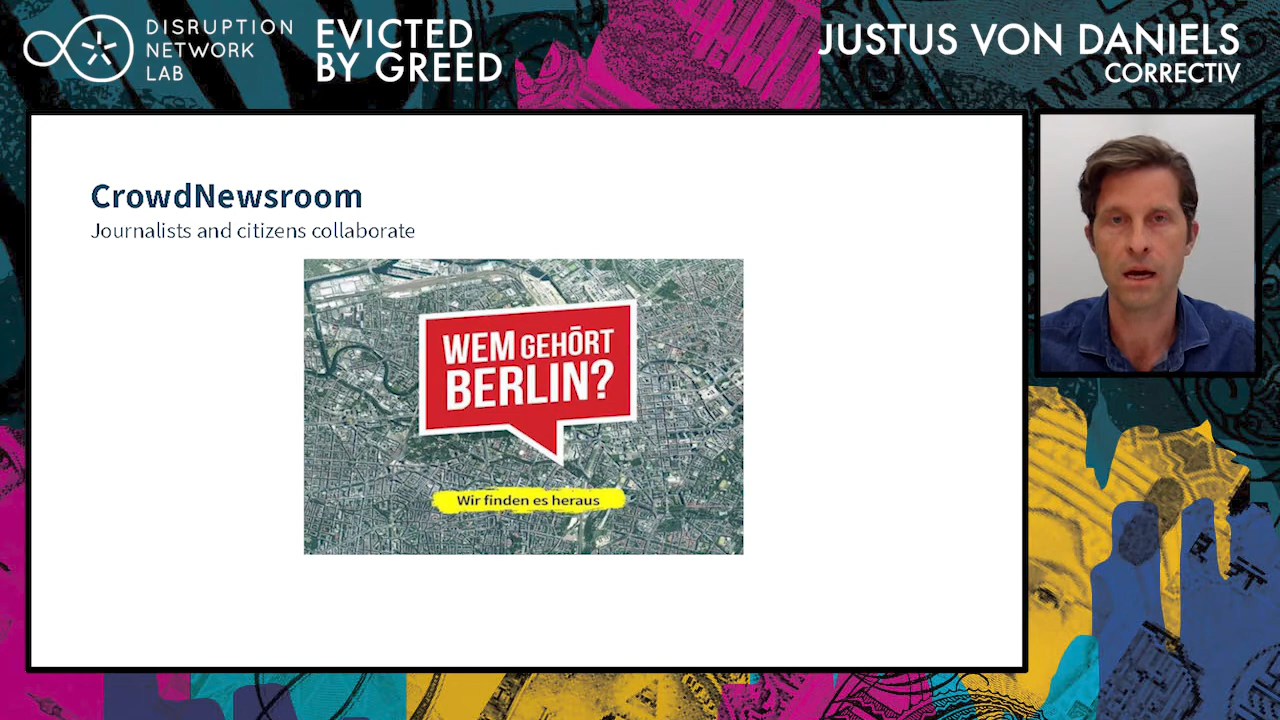 DISRUPTION
NETWORK
LAB
EVICTED
BY GREED
JUSTUS VON DANIELS
CORRECTIV
CrowdNewsroom
Journalists and citizens collaborate
WEM GEHÖRT
BERLIN?
Wir finden es heraus